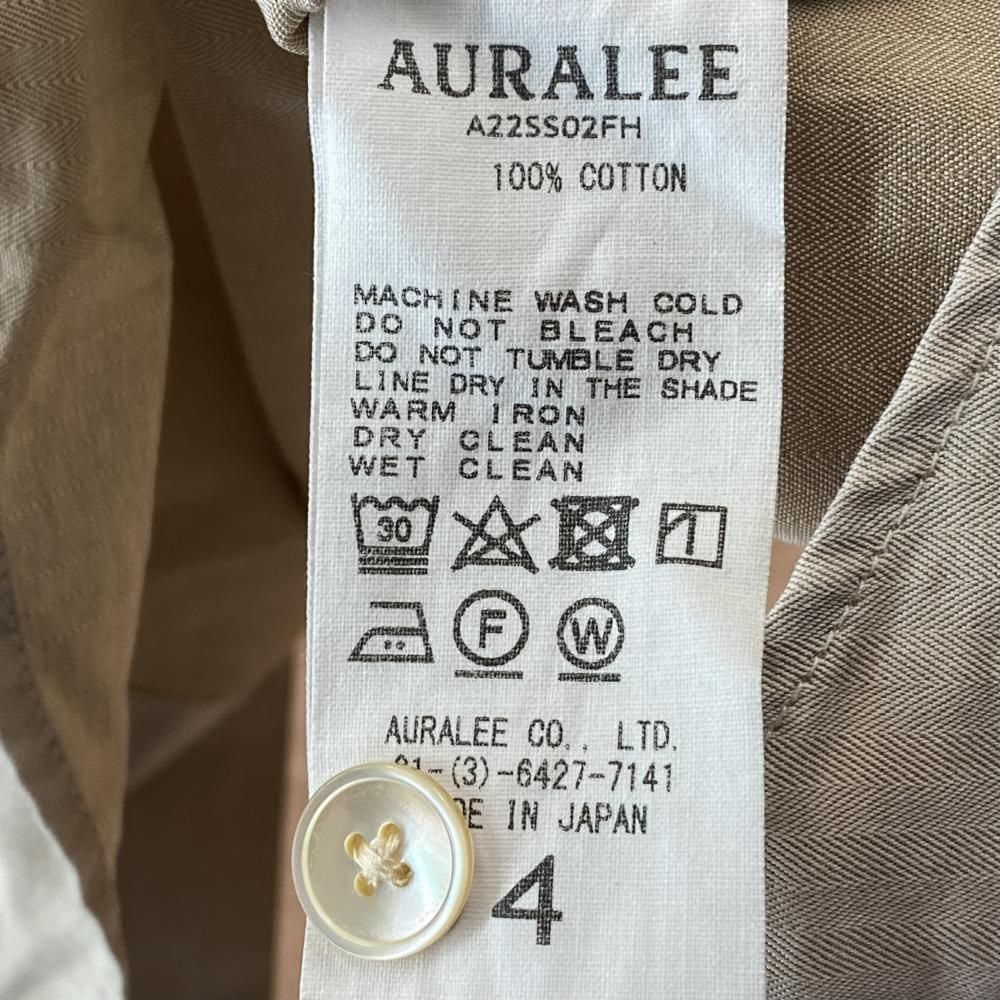 AURALEE
A22SS02FH
100% COTTON
MACHINE WASH COLD
DO NOT BLEACH
DO NOT TUMBLE DRY
LINE DRY IN THE SHADE
WARM IRON
DRY CLEAN
WET CLEAN
30
F W
AURALEE CO., LTD.
81-(3)-6427-7141
IN JAPAN
4